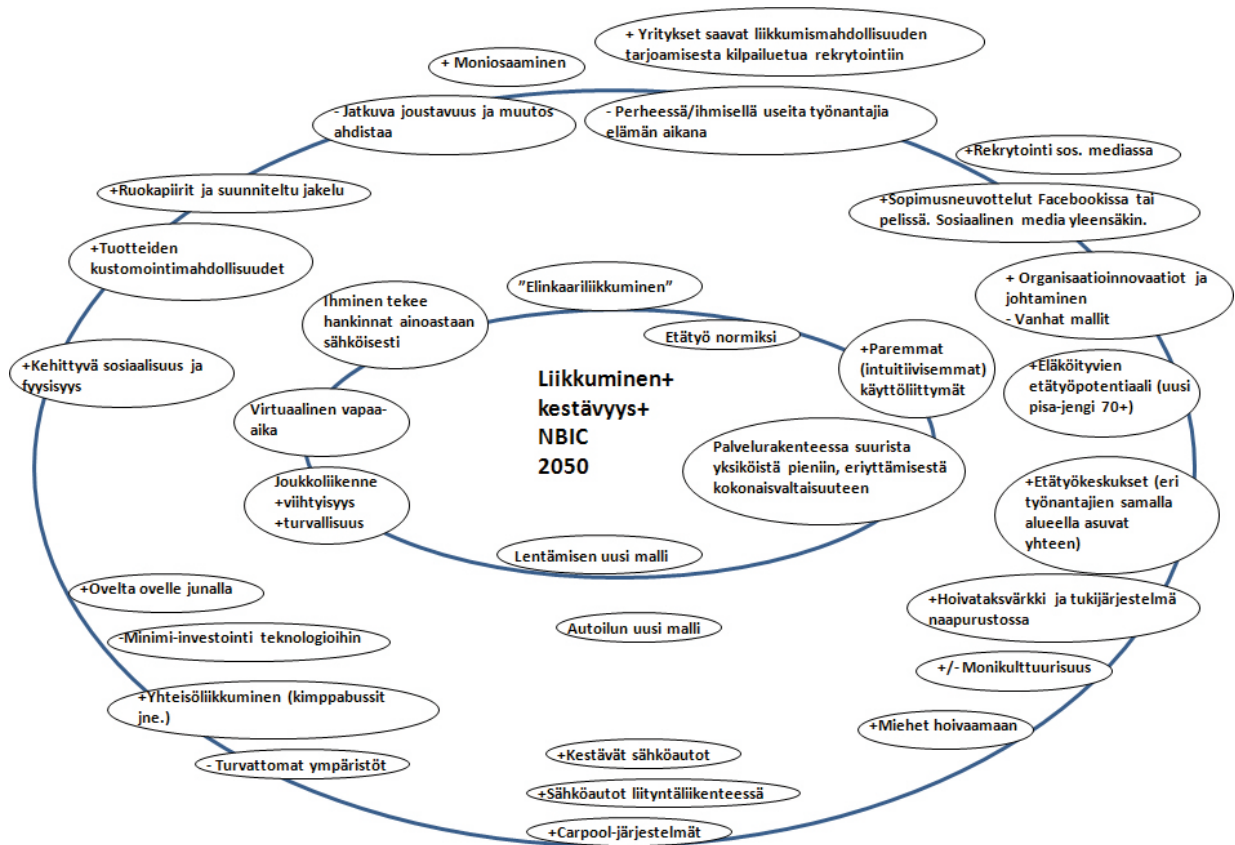 + Yritykset saavat liikkumismahdollisuuden
tarjoamisesta kilpailuetua rekrytointiin
+ Moniosaaminen
- Jatkuva joustavuus ja muutos
ahdistaa
- Perheessä/ihmisellä useita työnantajia
elämän aikana
+Rekrytointi sos. mediassa
+Ruokapiirit ja suunniteltu jakelu
+Sopimusneuvottelut Facebookissa tai
pelissä. Sosiaalinen media yleensäkin.
+Tuotteiden
kustomointimahdollisuudet
+ Organisaatioinnovaatiot ja
johtaminen
- Vanhat mallit
"Elinkaariliikkuminen"
Ihminen tekee
hankinnat ainoastaan
sähköisesti
Etätyö normiksi
+Paremmat
(intuitiivisemmat)
käyttöliittymät
+Kehittyvä sosiaalisuus ja
fyysisyys
+Eläköityvien
etätyöpotentiaali (uusi
pisa-jengi 70+)
Liikkuminen+
kestävyys+
NBIC
2050
Virtuaalinen vapaa-
aika
Palvelurakenteessa suurista
yksiköistä pieniin, eriyttämisestä
kokonaisvaltaisuuteen
Joukkoliikenne
+viihtyisyys
+turvallisuus
+Etätyökeskukset (eri
työnantajien samalla
alueella asuvat
yhteen)
Lentämisen uusi malli
+Ovelta ovelle junalla
+Hoivataksvärkki ja tukijärjestelmä
naapurustossa
Autoilun uusi malli
-Minimi-investointi teknologioihin
+/- Monikulttuurisuus
+Yhteisöliikkuminen (kimppabussit
jne.)
+Miehet hoivaamaan
- Turvattomat ympäristöt
+Kestävät sähköautot
+Sähköautot liityntäliikenteessä
+Carpool-järjestelmät